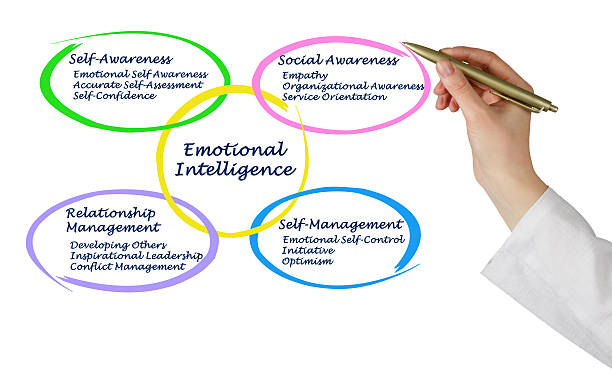 Self-Awareness
Emotional Self Awareness
Accurate Self-Assessment
Self-Confidence
Social Awareness
Empathy
Organizational Awareness
Service Orientation
Emotional
Intelligence
Relationship
Management
Developing Others
Inspirational Leadership
Conflict Management
Self-Management
Emotional Self-Control
Initiative
Optimism